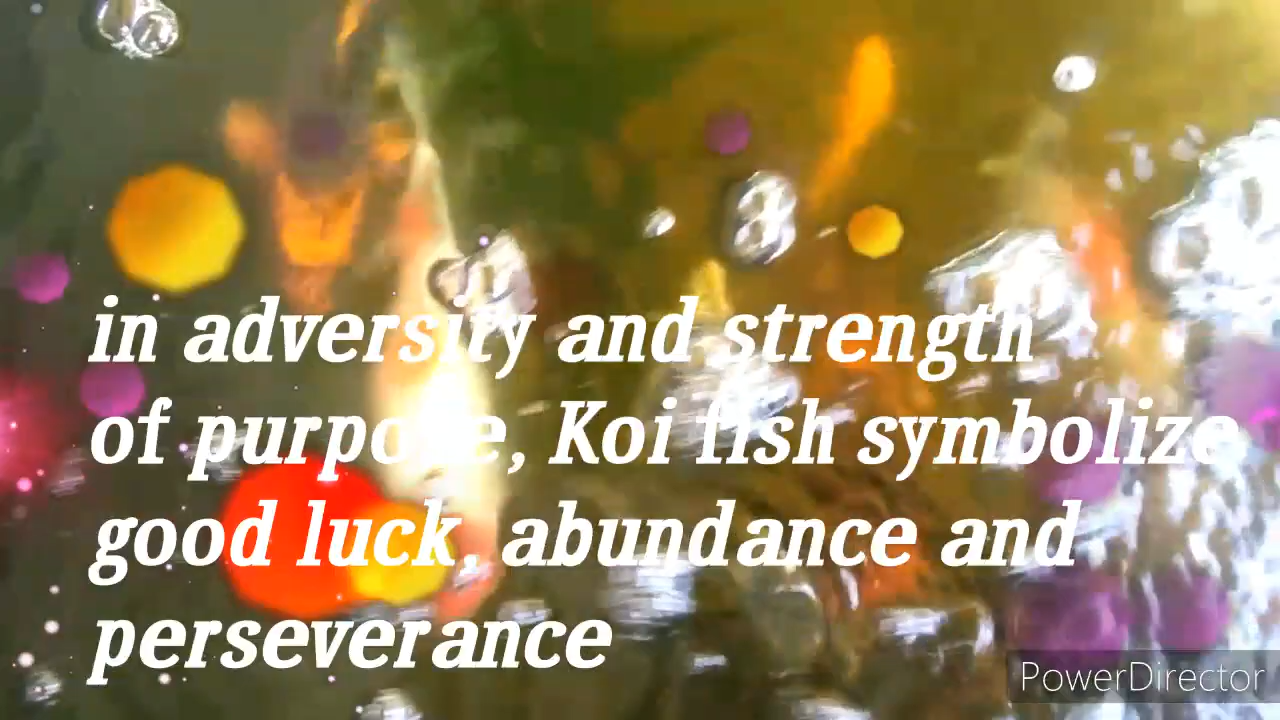 in adversity and strength
of purpose, Koi fish symbolize
good luck, abundance and
perseverance
PowerDirector